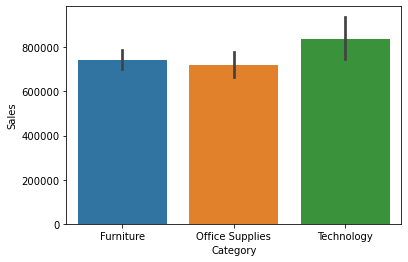 800000
600000
400000
200000
0
Sales
Furniture
Office Supplies
Technology
Category